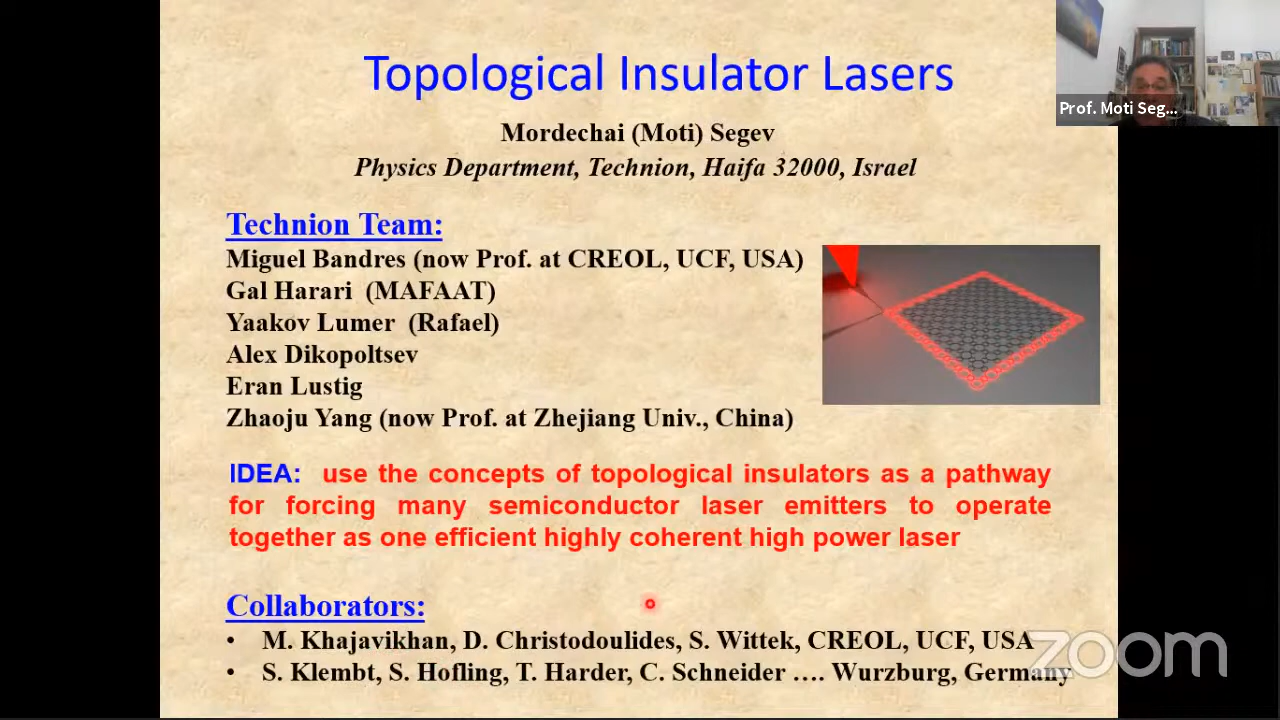 Topological Insulator Lasers
Mordechai (Moti) Segev
Physics Department, Technion, Haifa 32000, Israel
Technion Team:
Miguel Bandres (now Prof. at CREOL, UCF, USA)
Gal Harari (MAFAAT)
Yaakov Lumer (Rafael)
Alex Dikopoltsev
Eran Lustig
Zhaoju Yang (now Prof. at Zhejiang Univ., China)
IDEA: use the concepts of topological insulators as a pathway
for forcing many semiconductor laser emitters to operate
together as one efficient highly coherent high power laser
Collaborators:
• M. Khajavikhan, D. Christodoulides, S. Wittek, CREOL, UCF, USA
• S. Klembt, S. Hofling, T. Harder, C. Schneider …. Wurzburg, Germany
Prof. Moti Seg...
zoom